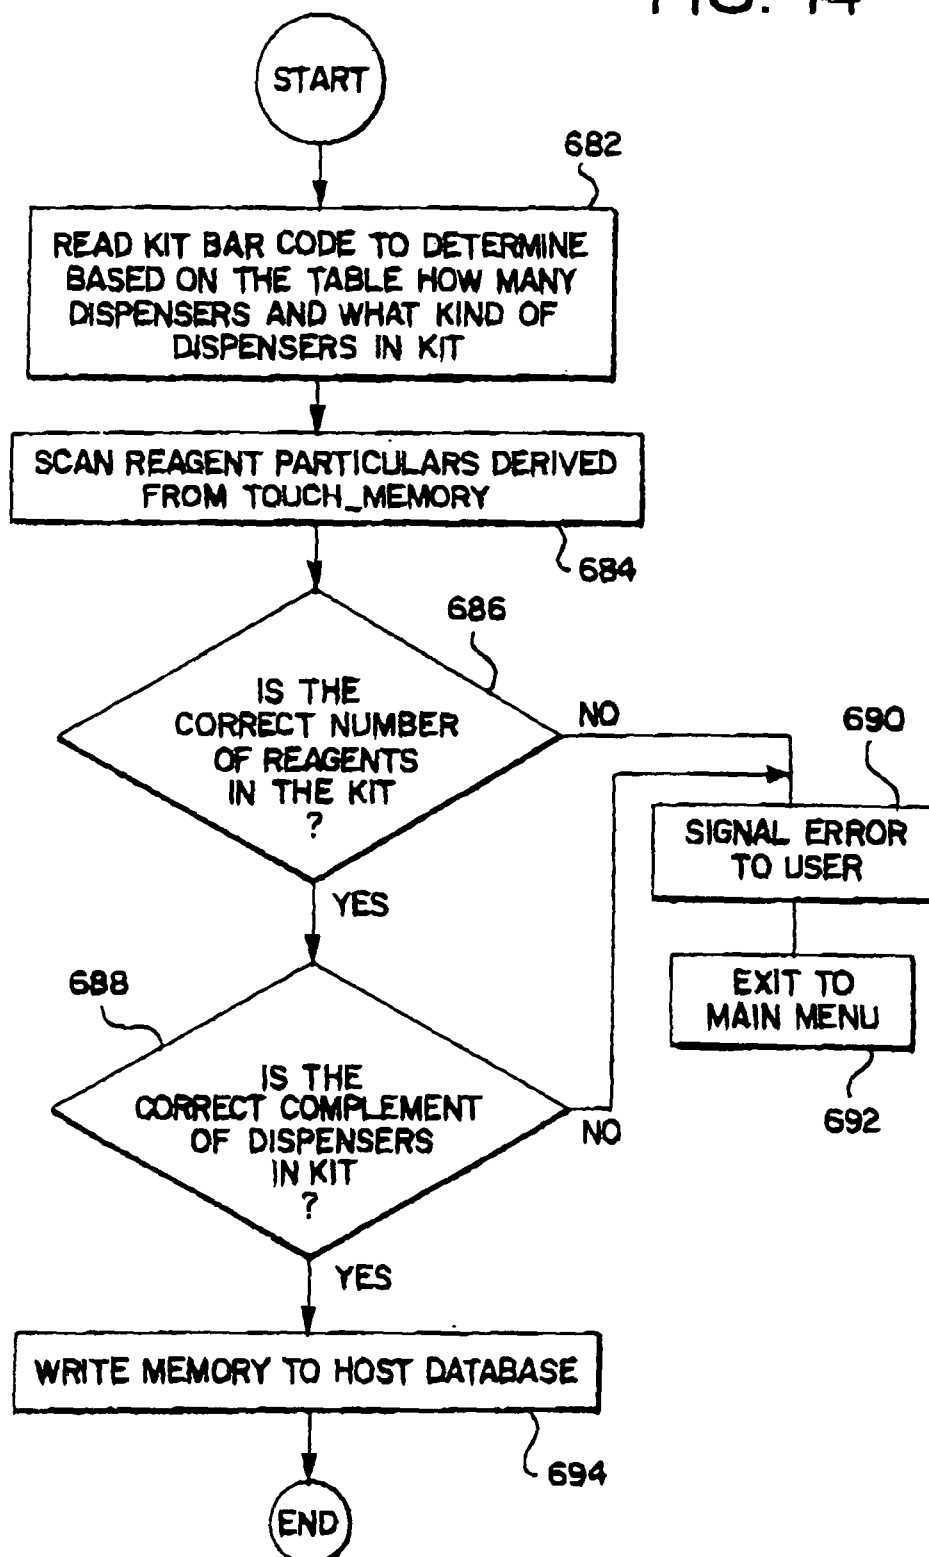 FIG. 14
START
682
READ KIT BAR CODE TO DETERMINE
BASED ON THE TABLE HOW MANY
DISPENSERS AND WHAT KIND OF
DISPENSERS IN KIT
SCAN REAGENT PARTICULARS DERIVED
FROM TOUCH_MEMORY
684
686
IS THE
CORRECT NUMBER
OF REAGENTS
IN THE KIT
?
NO
YES
690
SIGNAL ERROR
TO USER
EXIT TO
MAIN MENU
692
688
IS THE
CORRECT COMPLEMENT
OF DISPENSERS
IN KIT
?
NO
YES
WRITE MEMORY TO HOST DATABASE
694
END